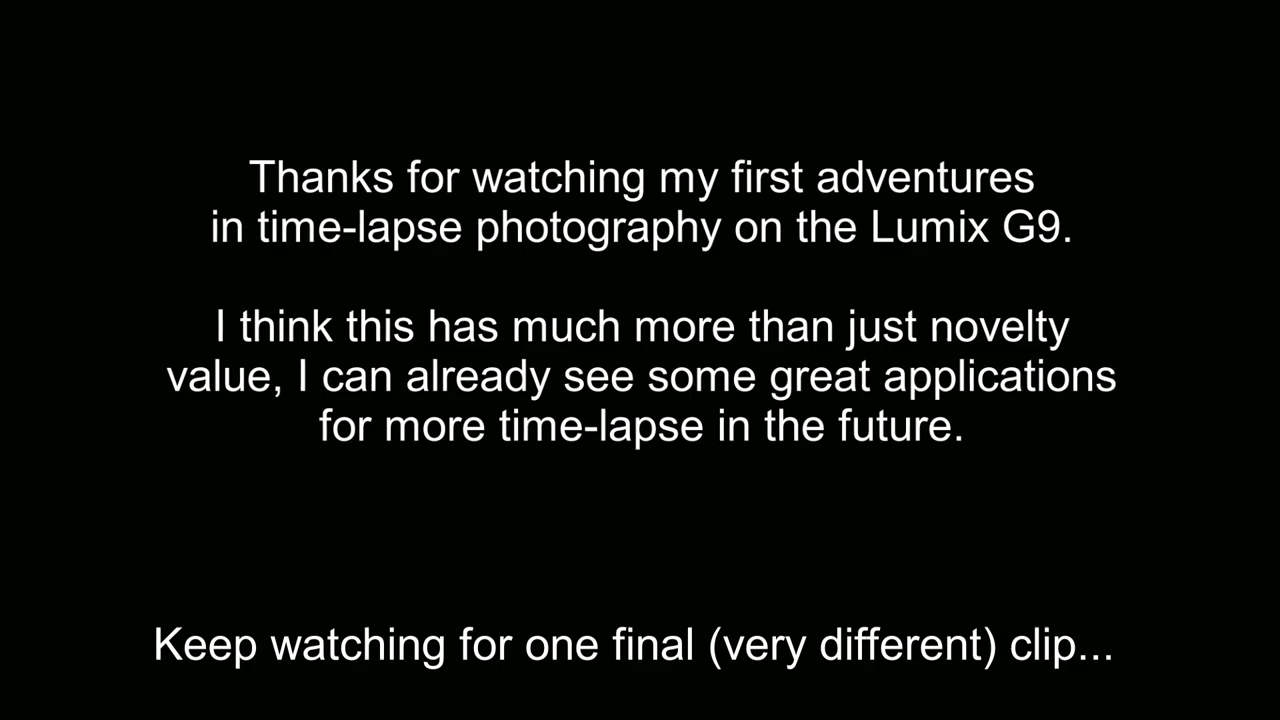 Thanks for watching my first adventures
in time-lapse photography on the Lumix G9.
I think this has much more than just novelty
value, I can already see some great applications
for more time-lapse in the future.
Keep watching for one final (very different) clip...